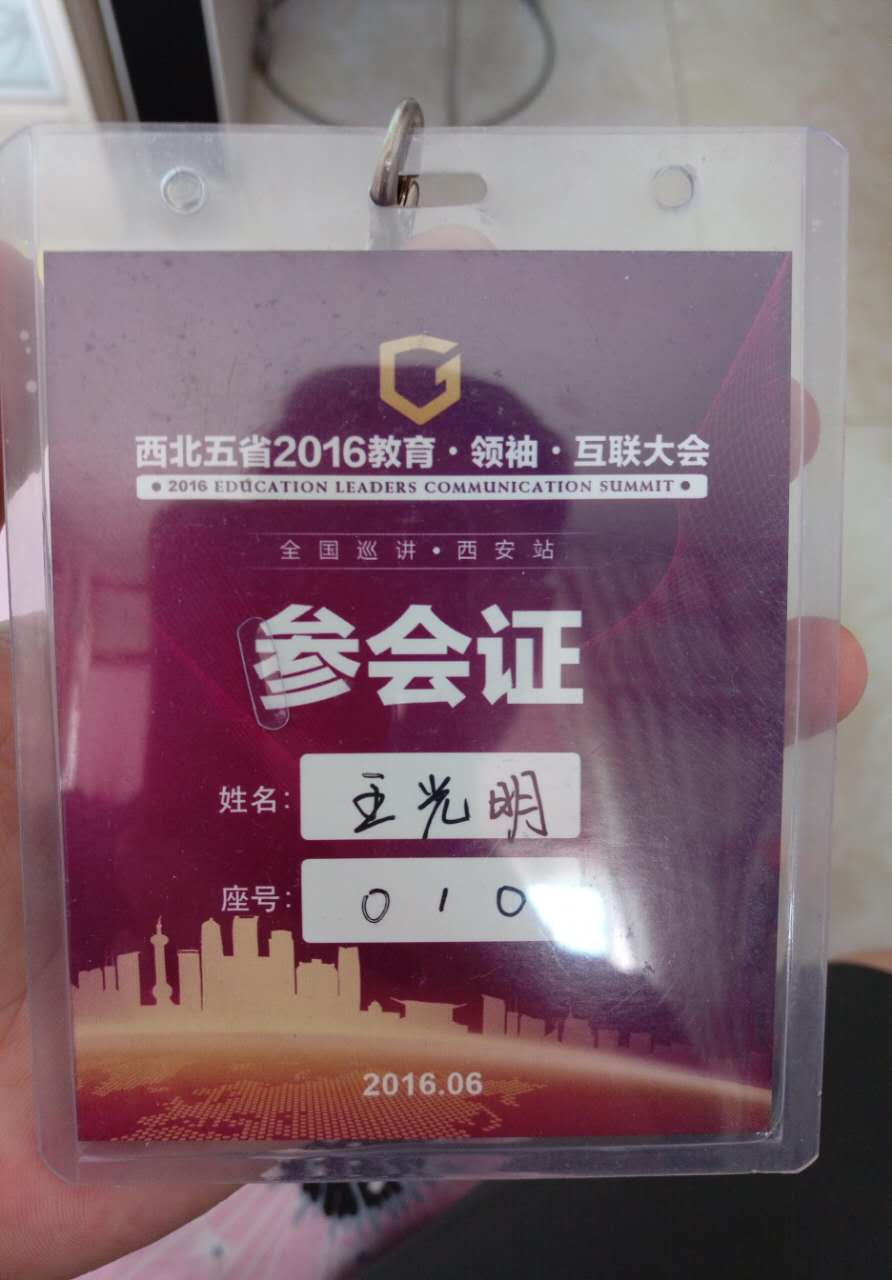 西北五省2016教育·领袖·互联大会
• 2016 EDUCATION LEADERS COMMUNICATION SUMMIT •
全国巡讲•西安站
参会证
姓名: 王光明
座号: 010
2016.06